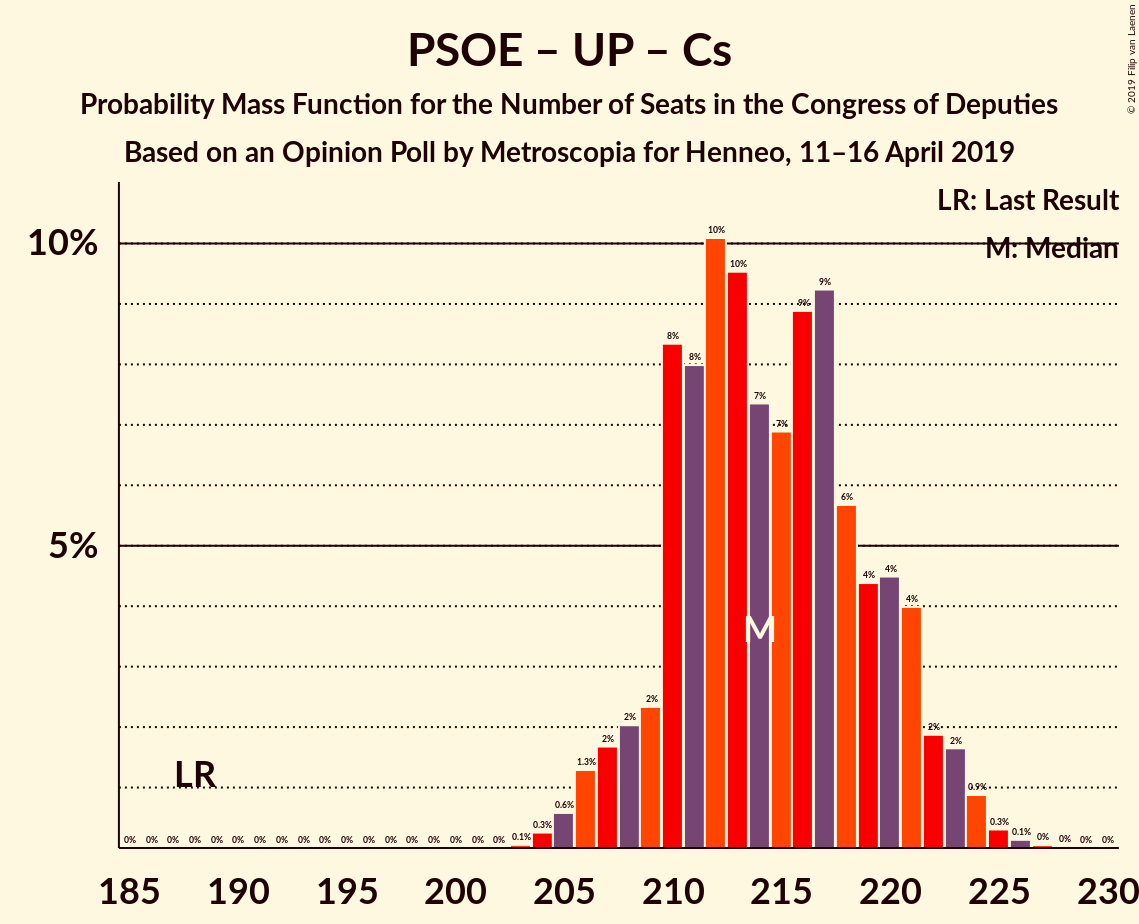 PSOE – UP – Cs
Probability Mass Function for the Number of Seats in the Congress of Deputies
Based on an Opinion Poll by Metroscopia for Henneo, 11–16 April 2019
© 2019 Filip van Laenen
LR: Last Result
M: Median
10%
5%
LR
M
0% 0% 0% 0% 0% 0% 0% 0% 0% 0% 0% 0% 0% 0% 0% 0% 0% 0% 0.1% 0.3% 0.6% 1.3% 2% 2% 2% 8% 8% 10% 10% 7% 7% 9% 9% 6% 4% 4% 4% 2% 2% 0.9% 0.3% 0.1% 0% 0% 0% 0%
185 190 195 200 205 210 215 220 225 230